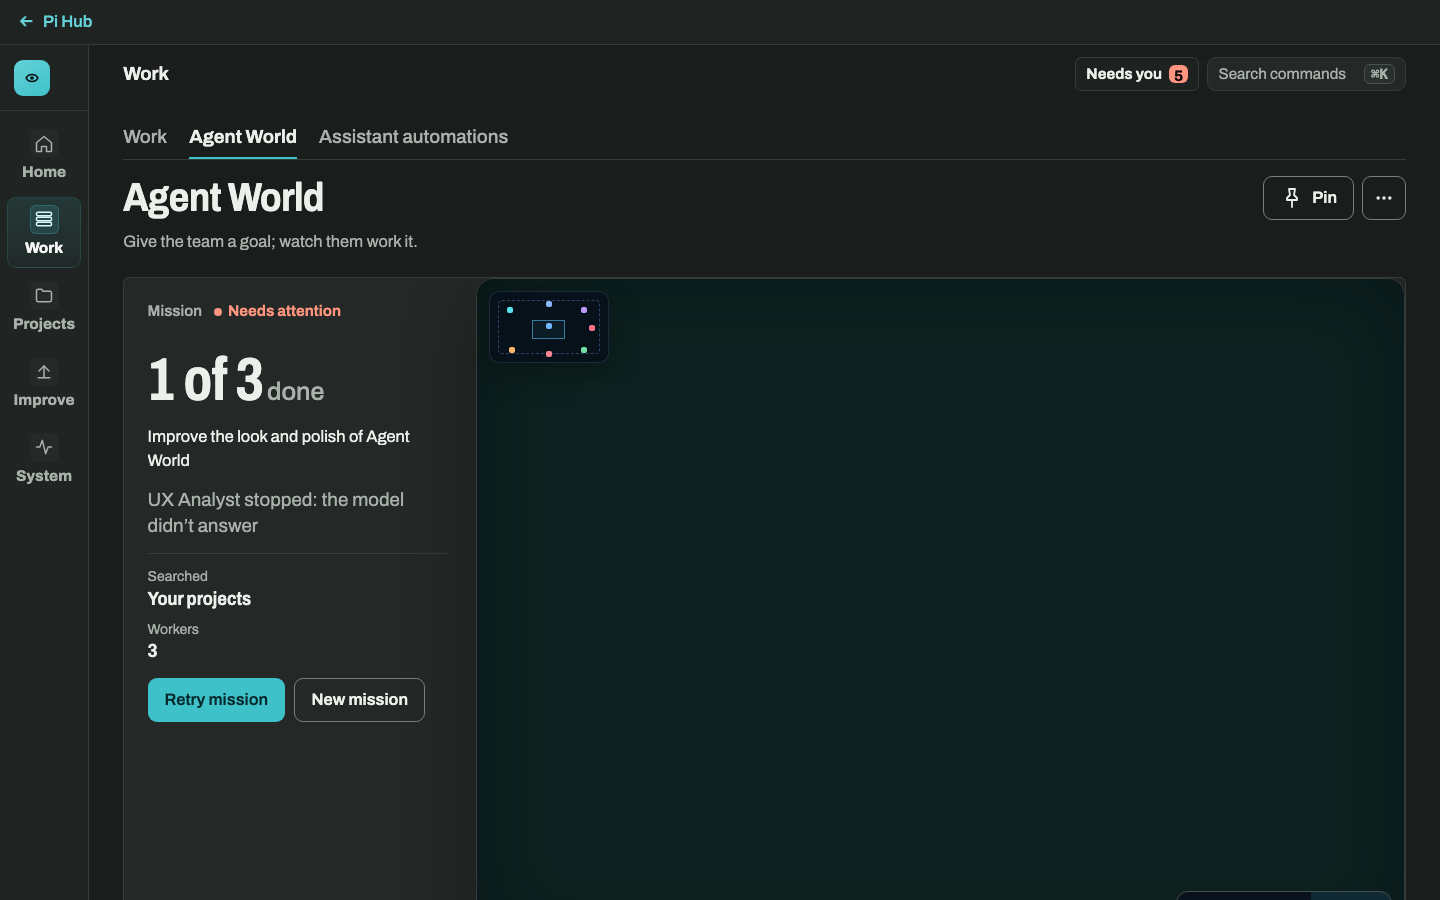 Pi Hub
Work
Needs you 5
Search commands ⌘K
Home
Work
Projects
Improve
System
Work
Agent World
Assistant automations
Agent World
Pin
Give the team a goal; watch them work it.
Mission
Needs attention
1 of 3 done
Improve the look and polish of Agent
World
UX Analyst stopped: the model
didn’t answer
Searched
Your projects
Workers
3
Retry mission
New mission